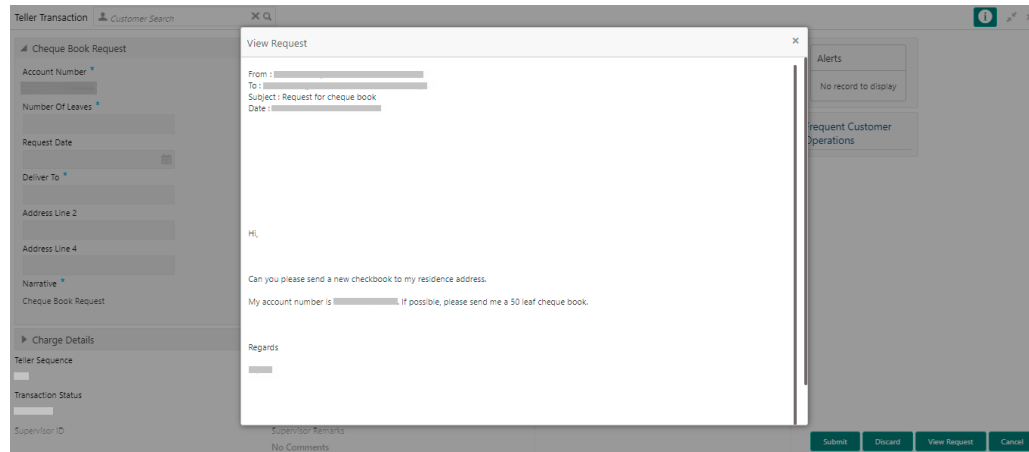 Teller Transaction
Customer Search
View Request
From :
To :
Subject : Request for cheque book
Date :
Hi,
Can you please send a new checkbook to my residence address.
My account number is . If possible, please send me a 50 leaf cheque book.
Regards
Cheque Book Request
Account Number *
Number Of Leaves *
Request Date
Deliver To *
Address Line 2
Address Line 4
Narrative *
Cheque Book Request
Charge Details
Teller Sequence
Transaction Status
Supervisor ID
Supervisor Remarks
No Comments
Alerts
No record to display
Frequent Customer
Operations
Submit
Discard
View Request
Cancel